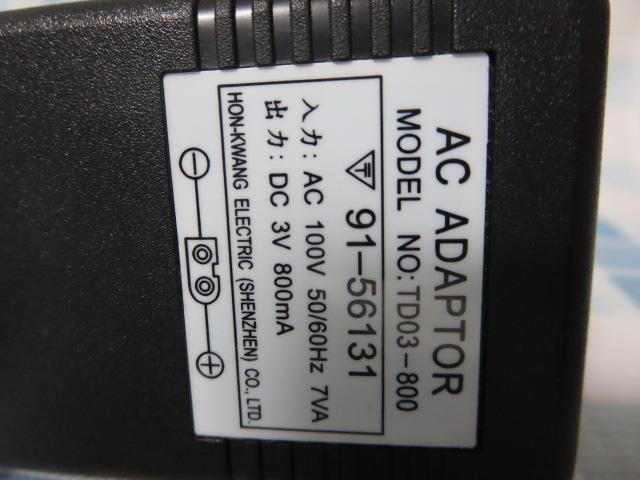 AC ADAPTOR
MODEL NO: TD03-800
〒 91-56131
入力: AC 100V 50/60Hz 7VA
出力: DC 3V 800mA
HON-KWANG ELECTRIC (SHENZHEN) CO., LTD.
− +